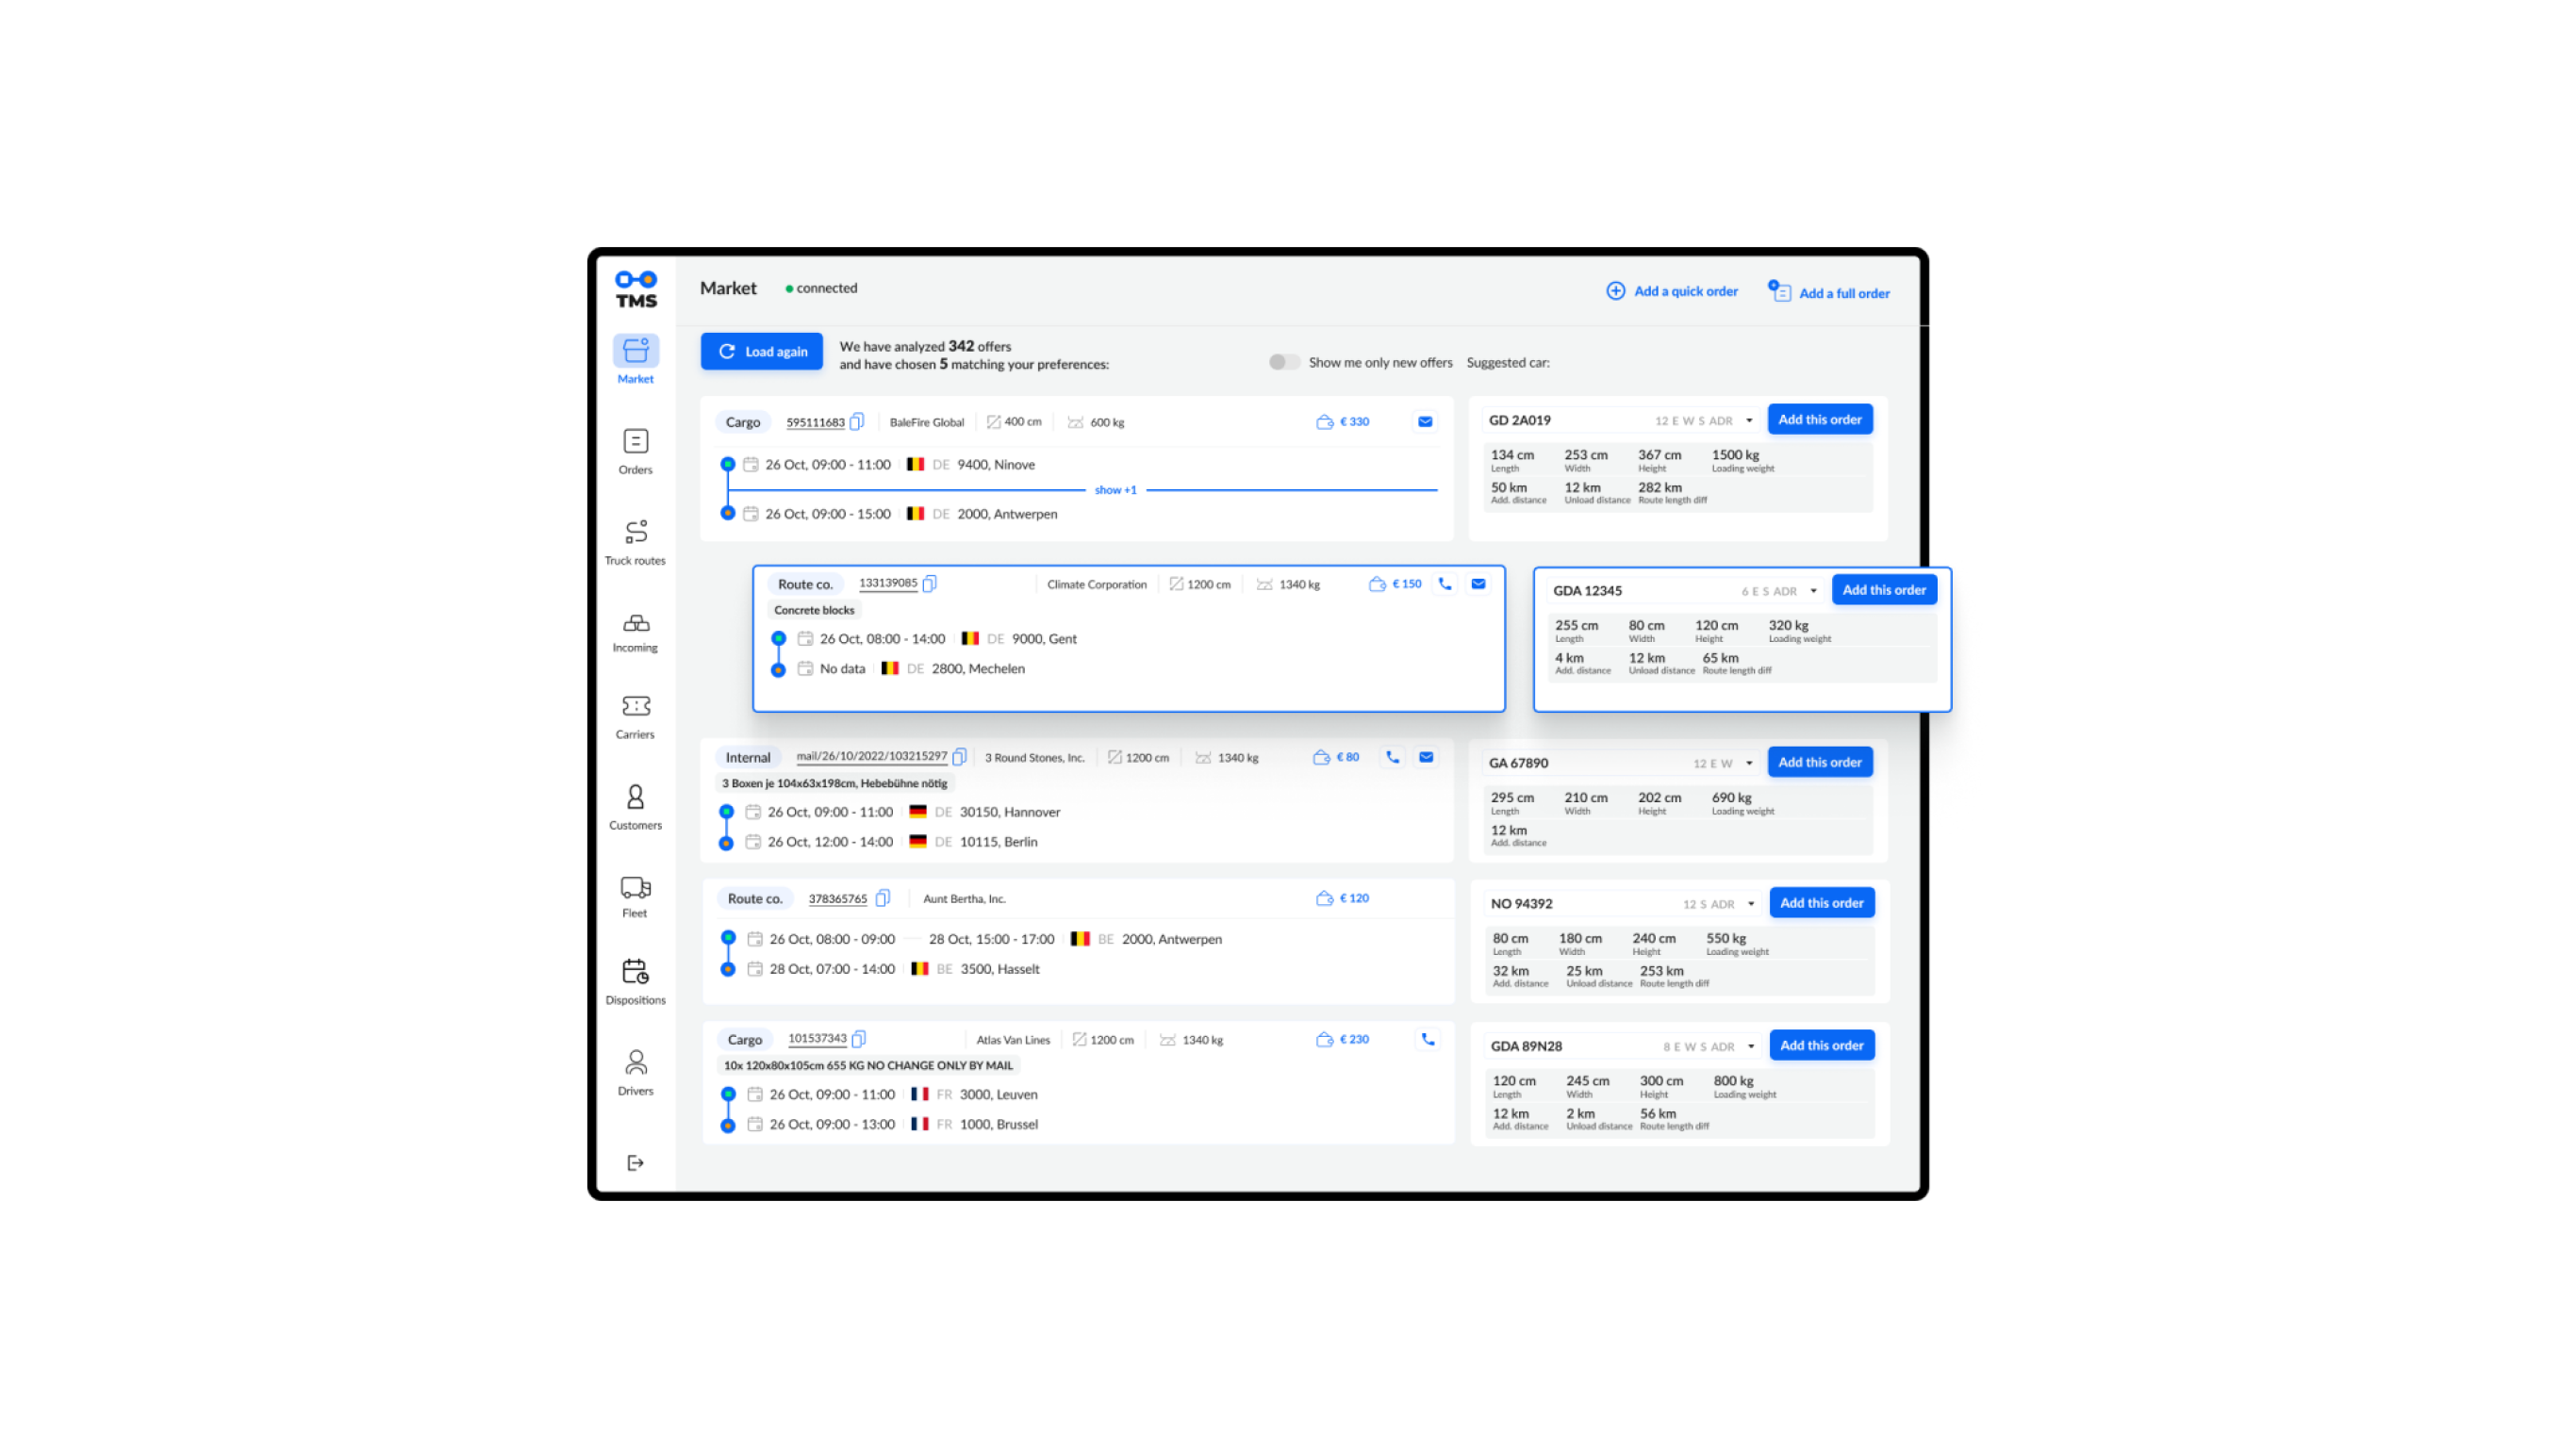 TMS
Market
Orders
Truck routes
Incoming
Carriers
Customers
Fleet
Dispositions
Drivers
Market connected Add a quick order Add a full order
Load again
We have analyzed 342 offers
and have chosen 5 matching your preferences:
Show me only new offers Suggested car:
Cargo 595111683 BaleFire Global 400 cm 600 kg € 330
26 Oct, 09:00 - 11:00 DE 9400, Ninove
show +1
26 Oct, 09:00 - 15:00 DE 2000, Antwerpen
GD 2A019 12 E W S ADR Add this order
134 cm 253 cm 367 cm 1500 kg
Length Width Height Loading weight
50 km 12 km 282 km
Add. distance Unload distance Route length diff
Route co. 133139085 Climate Corporation 1200 cm 1340 kg € 150
Concrete blocks
26 Oct, 08:00 - 14:00 DE 9000, Gent
No data DE 2800, Mechelen
GDA 12345 6 E S ADR Add this order
255 cm 80 cm 120 cm 320 kg
Length Width Height Loading weight
4 km 12 km 65 km
Add. distance Unload distance Route length diff
Internal mail/26/10/2022/103215297 3 Round Stones, Inc. 1200 cm 1340 kg € 80
3 Boxen je 104x63x198cm, Hebebühne nötig
26 Oct, 09:00 - 11:00 DE 30150, Hannover
26 Oct, 12:00 - 14:00 DE 10115, Berlin
GA 67890 12 E W Add this order
295 cm 210 cm 202 cm 690 kg
Length Width Height Loading weight
12 km
Add. distance
Route co. 378365765 Aunt Bertha, Inc. € 120
26 Oct, 08:00 - 09:00 28 Oct, 15:00 - 17:00 BE 2000, Antwerpen
28 Oct, 07:00 - 14:00 BE 3500, Hasselt
NO 94392 12 S ADR Add this order
80 cm 180 cm 240 cm 550 kg
Length Width Height Loading weight
32 km 25 km 253 km
Add. distance Unload distance Route length diff
Cargo 101537343 Atlas Van Lines 1200 cm 1340 kg € 230
10x 120x80x105cm 655 KG NO CHANGE ONLY BY MAIL
26 Oct, 09:00 - 11:00 FR 3000, Leuven
26 Oct, 09:00 - 13:00 FR 1000, Brussel
GDA 89N28 8 E W S ADR Add this order
120 cm 245 cm 300 cm 800 kg
Length Width Height Loading weight
12 km 2 km 56 km
Add. distance Unload distance Route length diff